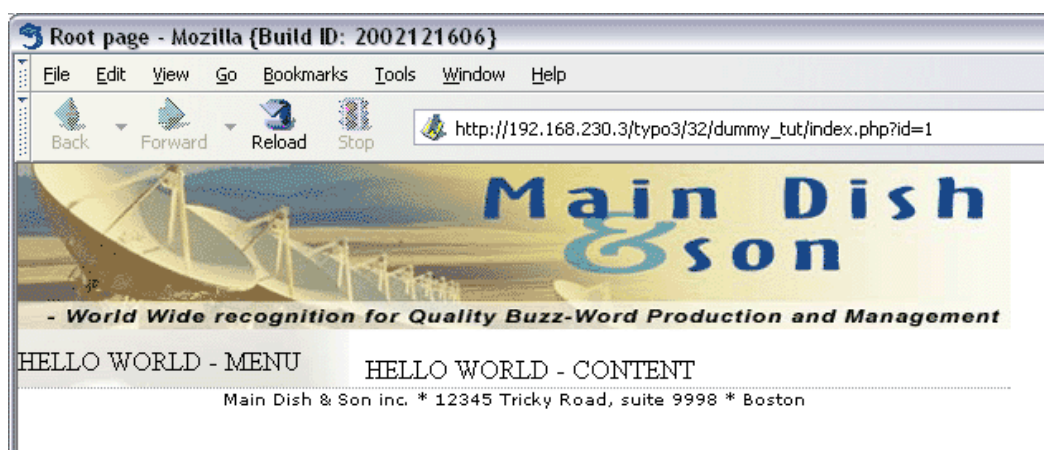 Root page - Mozilla {Build ID: 2002121606}
File Edit View Go Bookmarks Tools Window Help
Back Forward Reload Stop http://192.168.230.3/typo3/32/dummy_tut/index.php?id=1
Main Dish
& son
- World Wide recognition for Quality Buzz-Word Production and Management
HELLO WORLD - MENU HELLO WORLD - CONTENT
Main Dish & Son inc. * 12345 Tricky Road, suite 9998 * Boston